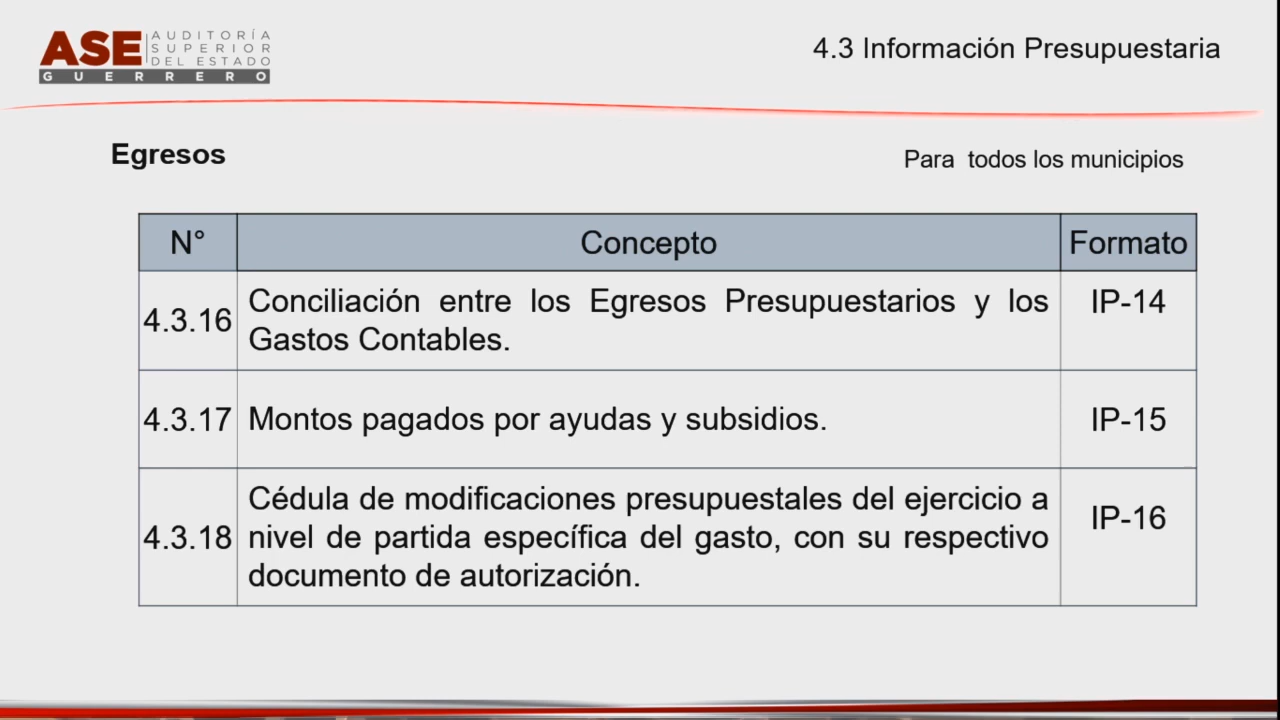 ASE AUDITORÍA
SUPERIOR
DEL ESTADO
GUERRERO
4.3 Información Presupuestaria
Egresos
Para todos los municipios
N° Concepto Formato
4.3.16 Conciliación entre los Egresos Presupuestarios y los
Gastos Contables.
IP-14
4.3.17 Montos pagados por ayudas y subsidios. IP-15
4.3.18 Cédula de modificaciones presupuestales del ejercicio a
nivel de partida específica del gasto, con su respectivo
documento de autorización.
IP-16